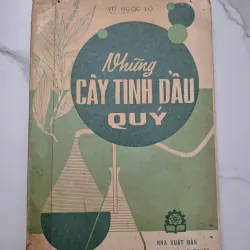 VŨ NGỌC LỘ
Những
CÂY TINH DẦU
QUÝ
NHÀ XUẤT BẢN